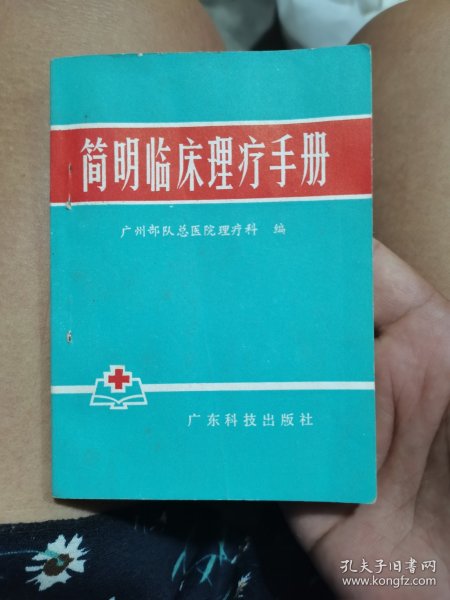 简明临床理疗手册
广州部队总医院理疗科 编
广东科技出版社
孔夫子旧书网
www.kongfz.com